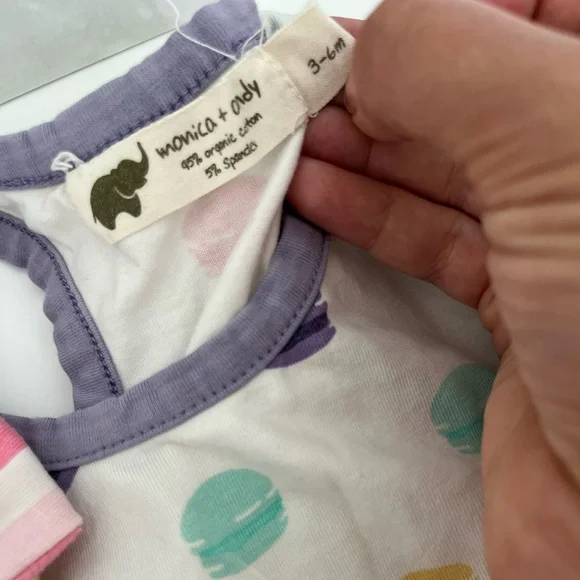 monica + andy
95% organic cotton
5% Spandex
3-6m